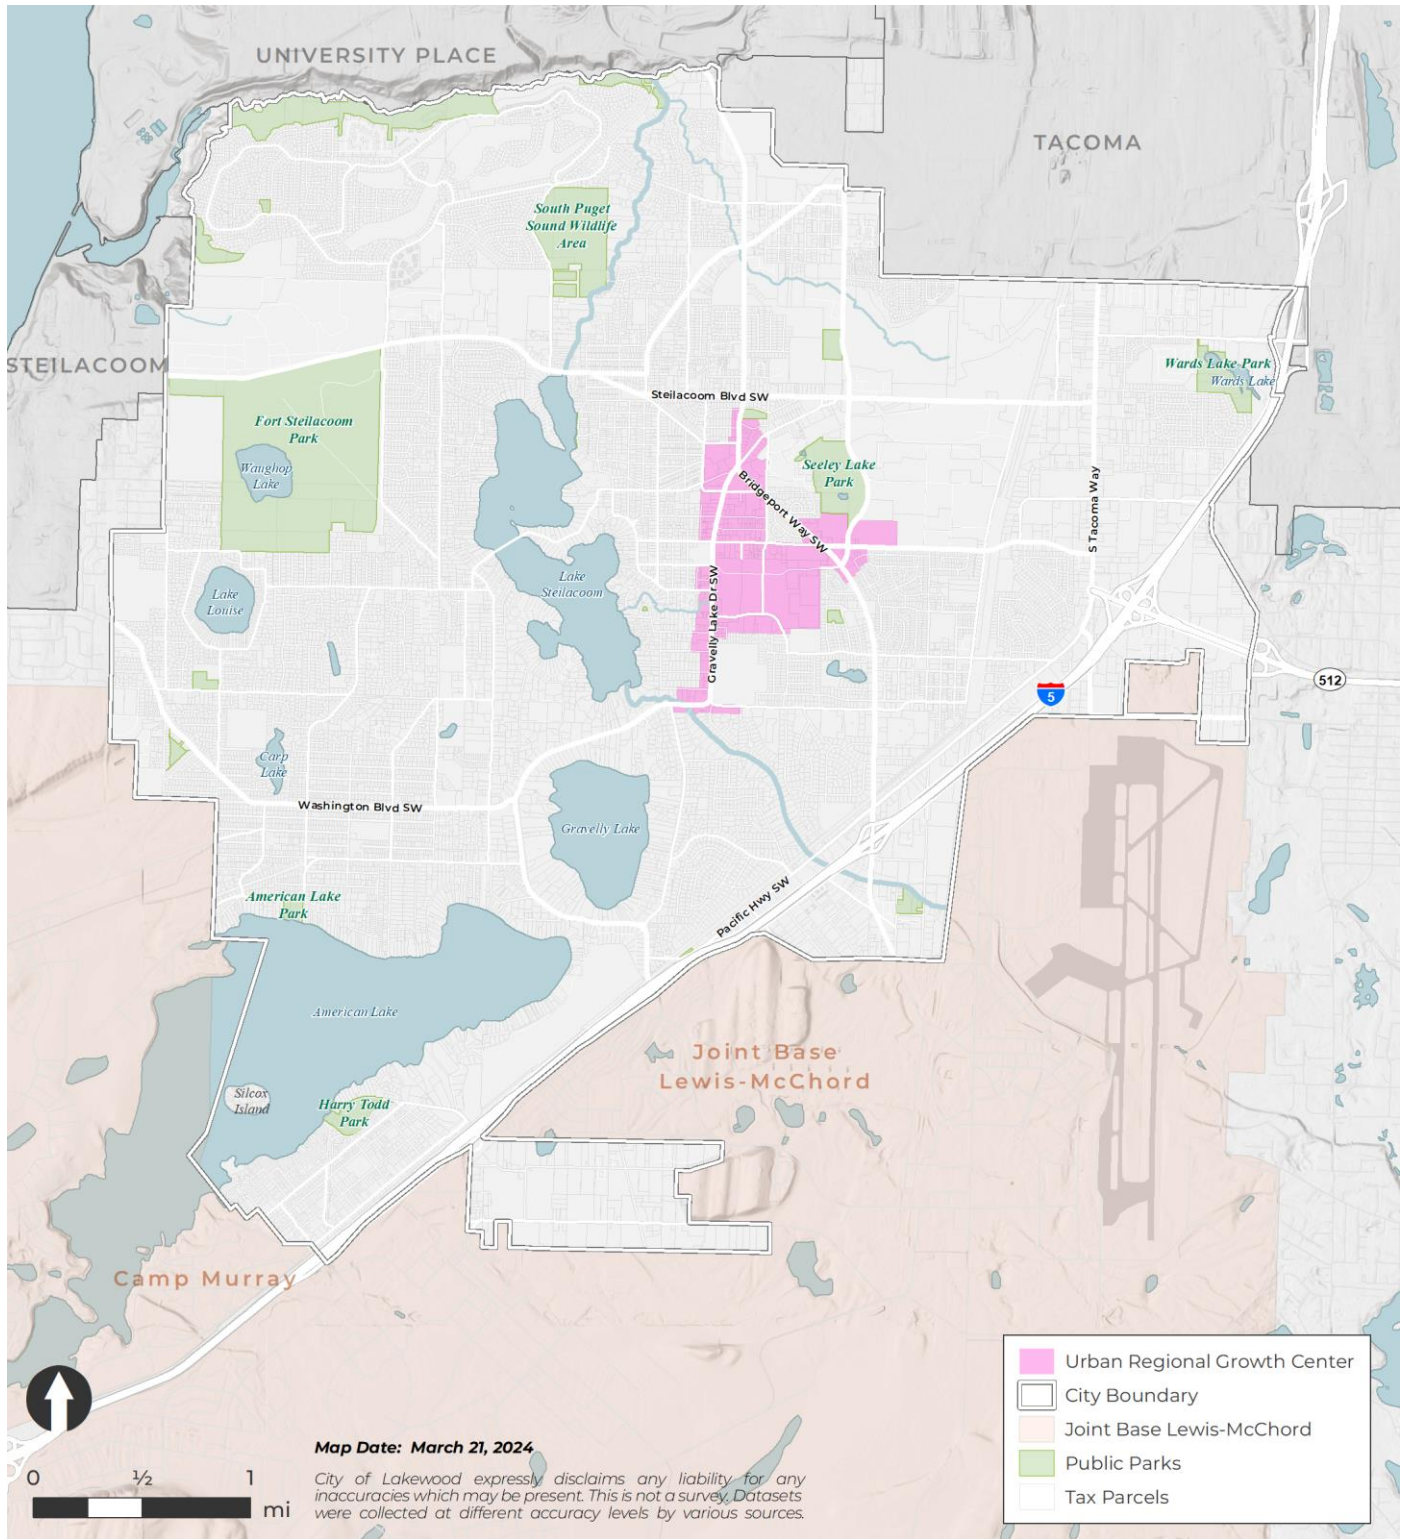 UNIVERSITY PLACE
TACOMA
South Puget
Sound Wildlife
Area
STEILACOOM
Wards Lake Park
Wards Lake
Steilacoom Blvd SW
Fort Steilacoom
Park
Waughop
Lake
Seeley Lake
Park
Bridgeport Way SW
S Tacoma Way
Lake
Steilacoom
Lake
Louise
Gravelly Lake Dr SW
512
5
Carp
Lake
Washington Blvd SW
Gravelly Lake
American Lake
Park
Pacific Hwy SW
American Lake
Joint Base
Lewis-McChord
Silcox
Island
Harry Todd
Park
Camp Murray
Urban Regional Growth Center
City Boundary
Joint Base Lewis-McChord
Public Parks
Tax Parcels
Map Date: March 21, 2024
City of Lakewood expressly disclaims any liability for any
inaccuracies which may be present. This is not a survey. Datasets
were collected at different accuracy levels by various sources.
0 ½ 1
mi